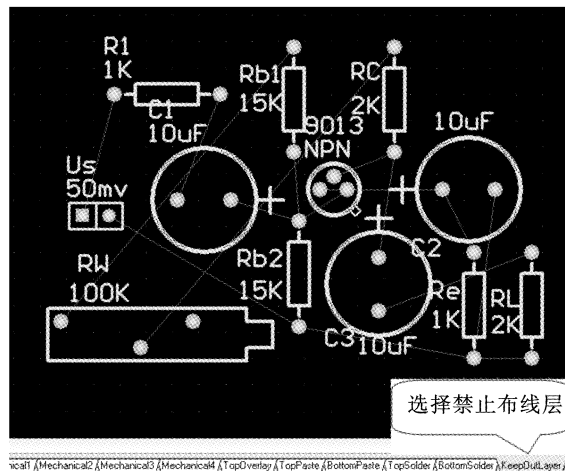 R1
1K
C1
10uF
Rb1
15K
RC
2K
9013
NPN
10uF
Us
50mv
RW
100K
Rb2
15K
C2
C3
10uF
Re
1K
RL
2K
选择禁止布线层
nical1 Mechanical2 Mechanical3 Mechanical4 TopOverlay TopPaste BottomPaste TopSolder BottomSolder KeepOutLayer